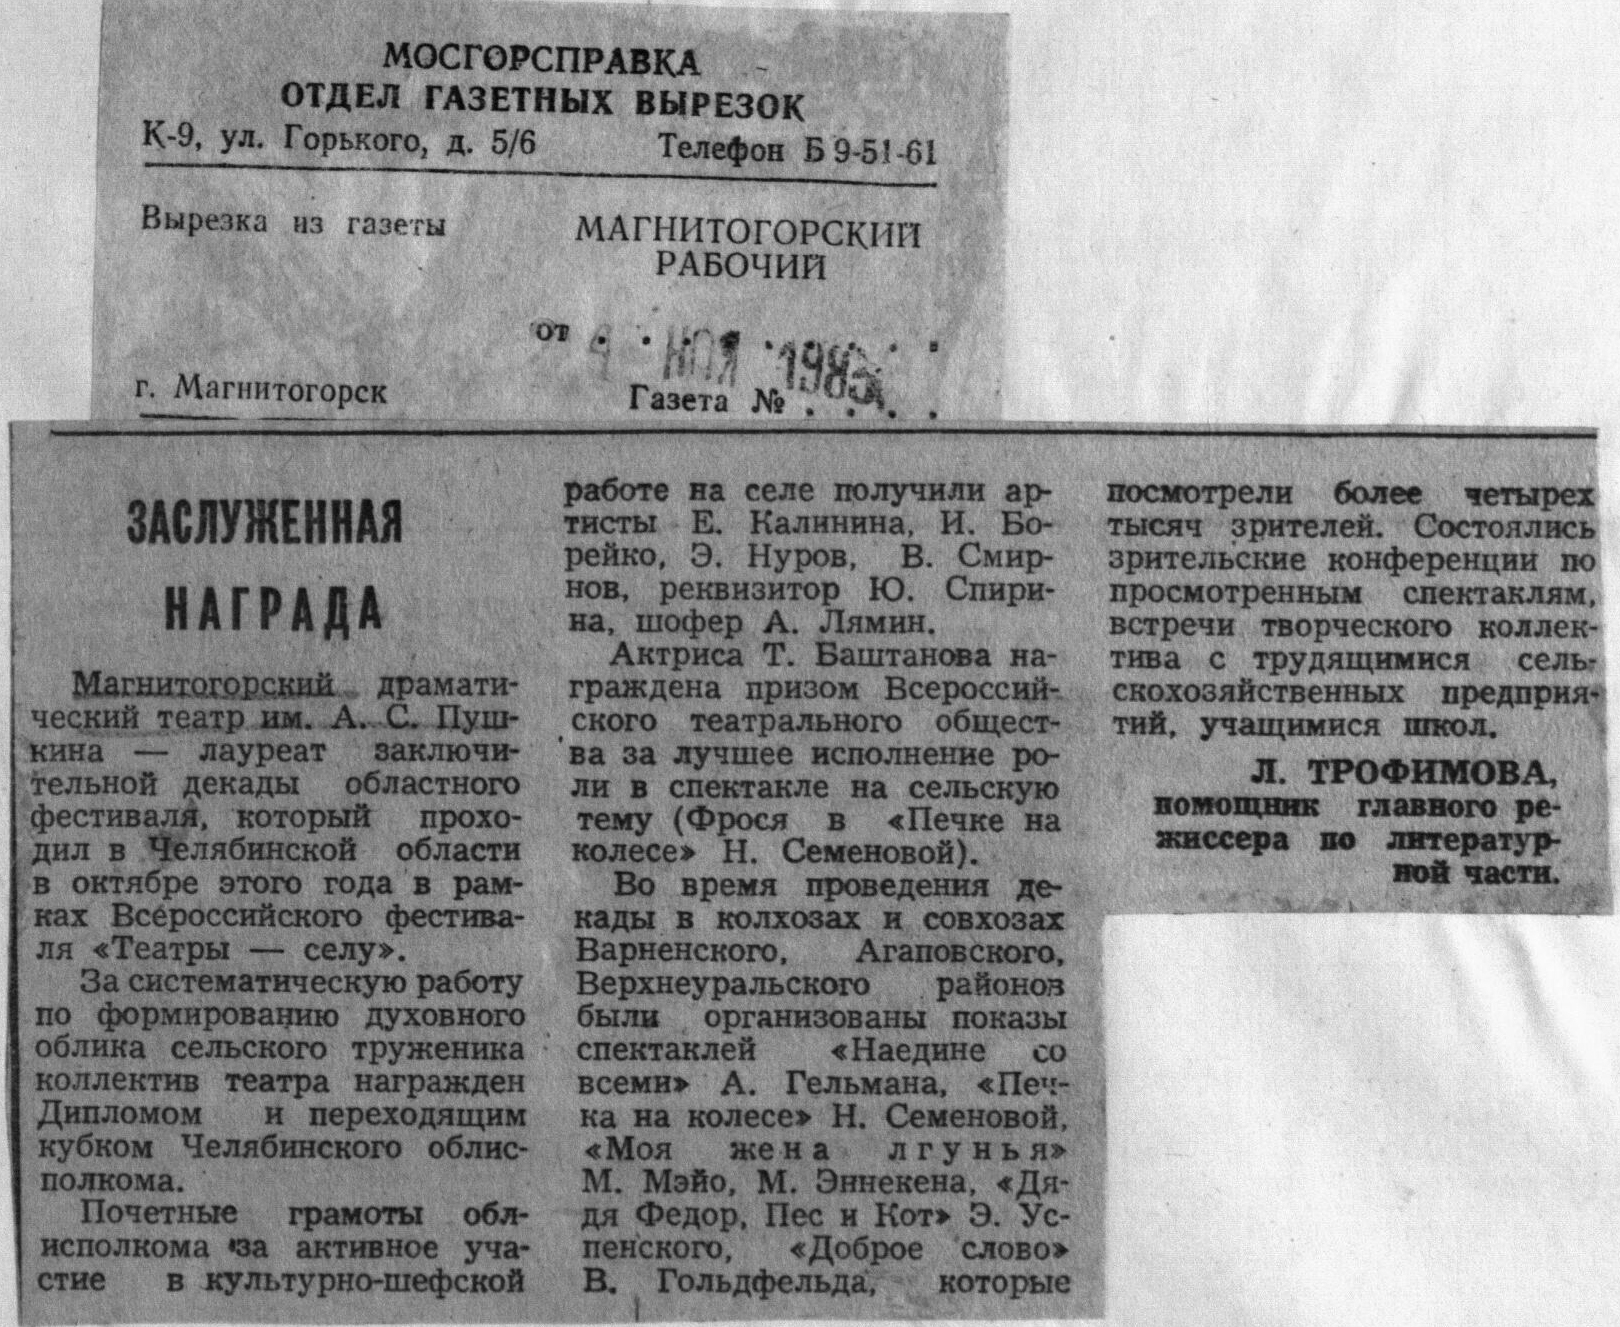 МОСГОРСПРАВКА
ОТДЕЛ ГАЗЕТНЫХ ВЫРЕЗОК
К-9, ул. Горького, д. 5/6 Телефон Б 9-51-61
Вырезка из газеты МАГНИТОГОРСКИЙ
РАБОЧИЙ
от . . НОЯ . 198 . .
г. Магнитогорск Газета № . . . .
ЗАСЛУЖЕННАЯ
НАГРАДА
Магнитогорский драмати-
ческий театр им. А. С. Пуш-
кина — лауреат заключи-
тельной декады областного
фестиваля, который прохо-
дил в Челябинской области
в октябре этого года в рам-
ках Всероссийского фестива-
ля «Театры — селу».
За систематическую работу
по формированию духовного
облика сельского труженика
коллектив театра награжден
Дипломом и переходящим
кубком Челябинского облис-
полкома.
Почетные грамоты обл-
исполкома за активное уча-
стие в культурно-шефской
работе на селе получили ар-
тисты Е. Калинина, И. Бо-
рейко, Э. Нуров, В. Смир-
нов, реквизитор Ю. Спири-
на, шофер А. Лямин.
Актриса Т. Баштанова на-
граждена призом Всероссий-
ского театрального общест-
ва за лучшее исполнение ро-
ли в спектакле на сельскую
тему (Фрося в «Печке на
колесе» Н. Семеновой).
Во время проведения де-
кады в колхозах и совхозах
Варненского, Агаповского,
Верхнеуральского районов
были организованы показы
спектаклей «Наедине со
всеми» А. Гельмана, «Печ-
ка на колесе» Н. Семеновой,
«Моя жена лгунья»
М. Мэйо, М. Эннекена, «Дя-
дя Федор, Пес и Кот» Э. Ус-
пенского, «Доброе слово»
В. Гольдфельда, которые
посмотрели более четырех
тысяч зрителей. Состоялись
зрительские конференции по
просмотренным спектаклям,
встречи творческого коллек-
тива с трудящимися сель-
скохозяйственных предприя-
тий, учащимися школ.
Л. ТРОФИМОВА,
помощник главного ре-
жиссера по литератур-
ной части.